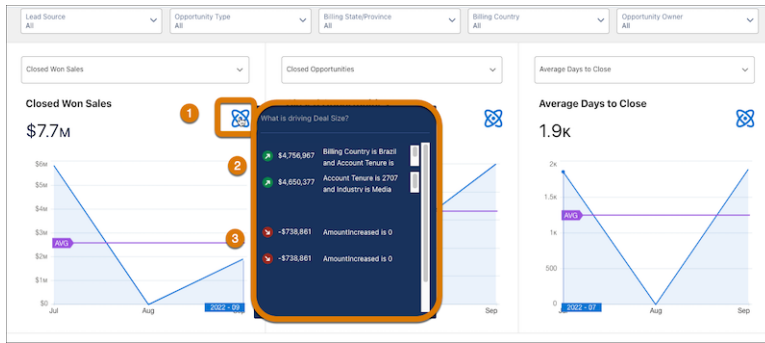 Lead Source
All
Opportunity Type
All
Billing State/Province
All
Billing Country
All
Opportunity Owner
All
Closed Won Sales
Closed Opportunities
Average Days to Close
Closed Won Sales
$7.7M
1
What is driving Deal Size?
2
$4,756,967 Billing Country is Brazil
and Account Tenure is
$4,650,377 Account Tenure is 2707
and Industry is Media
3
-$738,861 AmountIncreased is 0
-$738,861 AmountIncreased is 0
$6M
$5M
$4M
$3M
AVG
$2M
$1M
$0
Jul
Aug
2022 - 09
Sep
Average Days to Close
1.9K
2K
1.5K
AVG
1K
500
0
2022 - 07
Aug
Sep